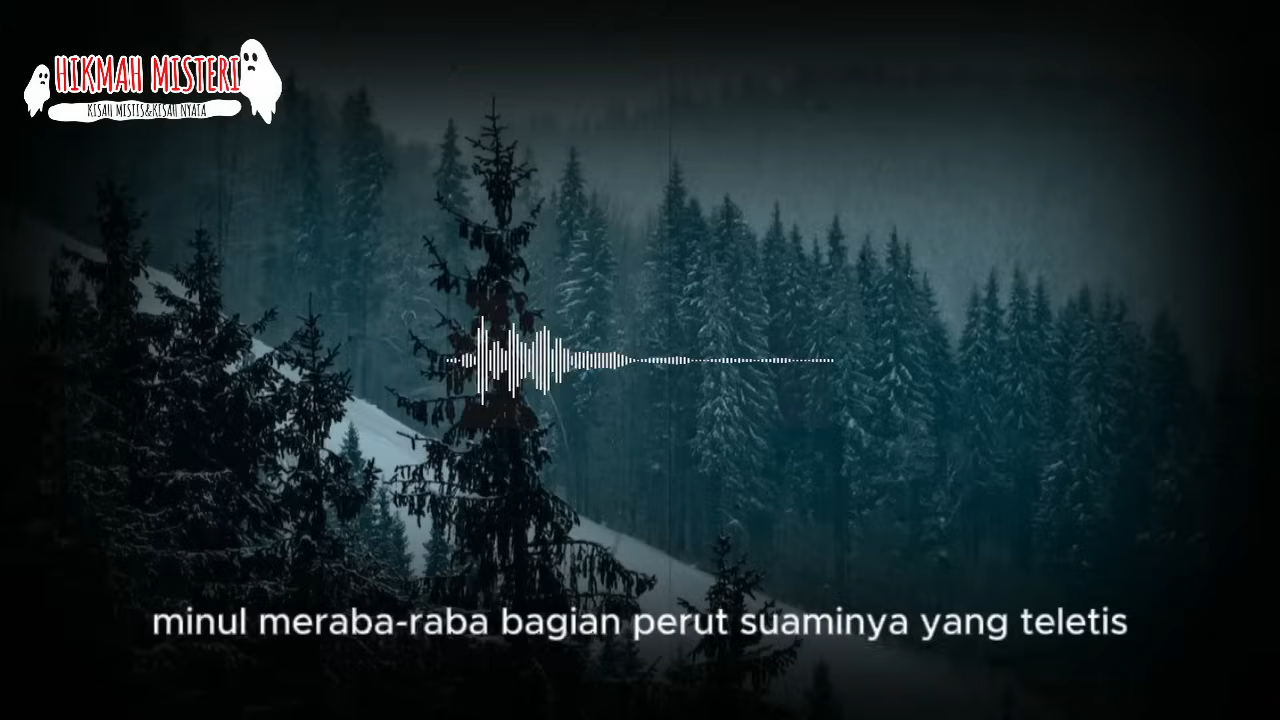 HIKMAH MISTERI
KISAH MISTIS&KISAH NYATA
minul meraba-raba bagian perut suaminya yang teletis